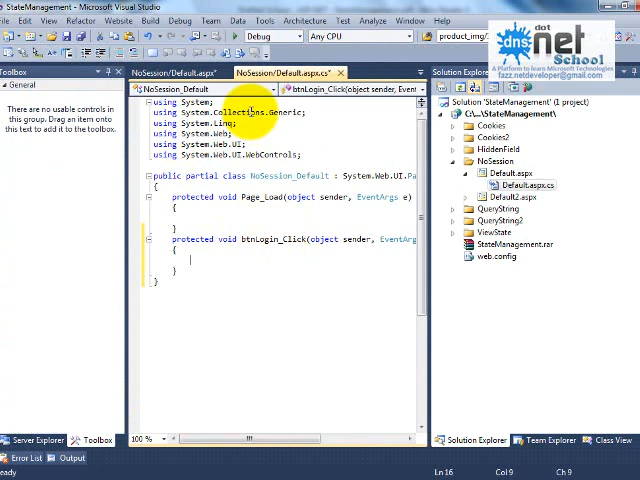 StateManagement - Microsoft Visual Studio
File Edit View Refactor Website Build Debug Team Data Tools Architecture Test Analyze Window Help
Debug Any CPU product_img/
dot
dns net
School
fazz.netdeveloper@gmail.com
A Platform to learn Microsoft Technologies
Toolbox
General
There are no usable controls in
this group. Drag an item onto
this text to add it to the toolbox.
NoSession/Default.aspx* NoSession/Default.aspx.cs*
NoSession_Default btnLogin_Click(object sender, EventArg
using System;
using System.Collections.Generic;
using System.Linq;
using System.Web;
using System.Web.UI;
using System.Web.UI.WebControls;
public partial class NoSession_Default : System.Web.UI.Pa
{
protected void Page_Load(object sender, EventArgs e)
{
}
protected void btnLogin_Click(object sender, EventArg
{
}
}
100 %
Solution Explorer
Solution 'StateManagement' (1 project)
C:\...\StateManagement\
Cookies
Cookies2
HiddenField
NoSession
Default.aspx
Default.aspx.cs
Default2.aspx
QueryString
QueryString2
ViewState
StateManagement.rar
web.config
Server Explorer Toolbox
Solution Explorer Team Explorer Class View
Error List Output
eady Ln 16 Col 9 Ch 9